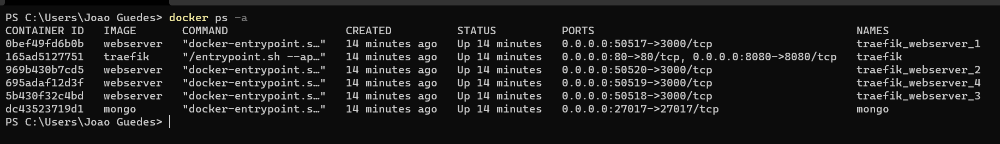 PS C:\Users\Joao Guedes> docker ps -a
CONTAINER ID   IMAGE       COMMAND                  CREATED          STATUS          PORTS                                      NAMES
0bef49fd6b0b   webserver   "docker-entrypoint.s…"   14 minutes ago   Up 14 minutes   0.0.0.0:50517->3000/tcp                    traefik_webserver_1
165ad5127751   traefik     "/entrypoint.sh --ap…"   14 minutes ago   Up 14 minutes   0.0.0.0:80->80/tcp, 0.0.0.0:8080->8080/tcp   traefik
969b430b7cd5   webserver   "docker-entrypoint.s…"   14 minutes ago   Up 14 minutes   0.0.0.0:50520->3000/tcp                    traefik_webserver_2
695adaf12d3f   webserver   "docker-entrypoint.s…"   14 minutes ago   Up 14 minutes   0.0.0.0:50519->3000/tcp                    traefik_webserver_4
5b430f32c4bd   webserver   "docker-entrypoint.s…"   14 minutes ago   Up 14 minutes   0.0.0.0:50518->3000/tcp                    traefik_webserver_3
dc43523719d1   mongo       "docker-entrypoint.s…"   14 minutes ago   Up 14 minutes   0.0.0.0:27017->27017/tcp                   mongo
PS C:\Users\Joao Guedes>